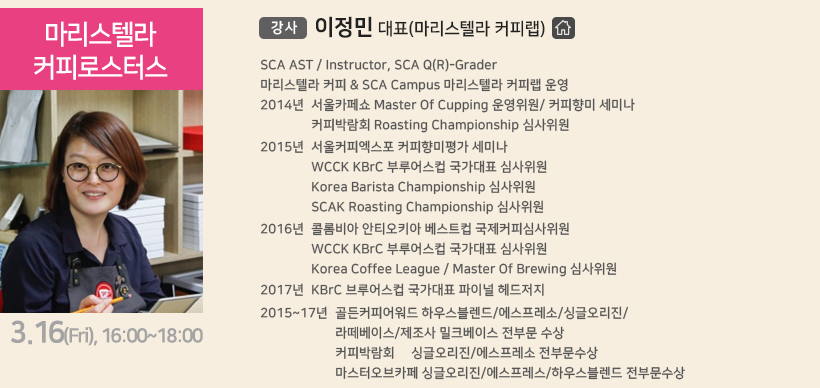 마리스텔라
커피로스터스
3.16(Fri), 16:00~18:00
강사 이정민 대표(마리스텔라 커피랩)
SCA AST / Instructor, SCA Q(R)-Grader
마리스텔라 커피 & SCA Campus 마리스텔라 커피랩 운영
2014년 서울카페쇼 Master Of Cupping 운영위원/ 커피향미 세미나
커피박람회 Roasting Championship 심사위원
2015년 서울커피엑스포 커피향미평가 세미나
WCCK KBrC 부루어스컵 국가대표 심사위원
Korea Barista Championship 심사위원
SCAK Roasting Championship 심사위원
2016년 콜롬비아 안티오키아 베스트컵 국제커피심사위원
WCCK KBrC 부루어스컵 국가대표 심사위원
Korea Coffee League / Master Of Brewing 심사위원
2017년 KBrC 브루어스컵 국가대표 파이널 헤드저지
2015~17년 골든커피어워드 하우스블렌드/에스프레소/싱글오리진/
라떼베이스/제조사 밀크베이스 전부문 수상
커피박람회 싱글오리진/에스프레소 전부문수상
마스터오브카페 싱글오리진/에스프레스/하우스블렌드 전부문수상